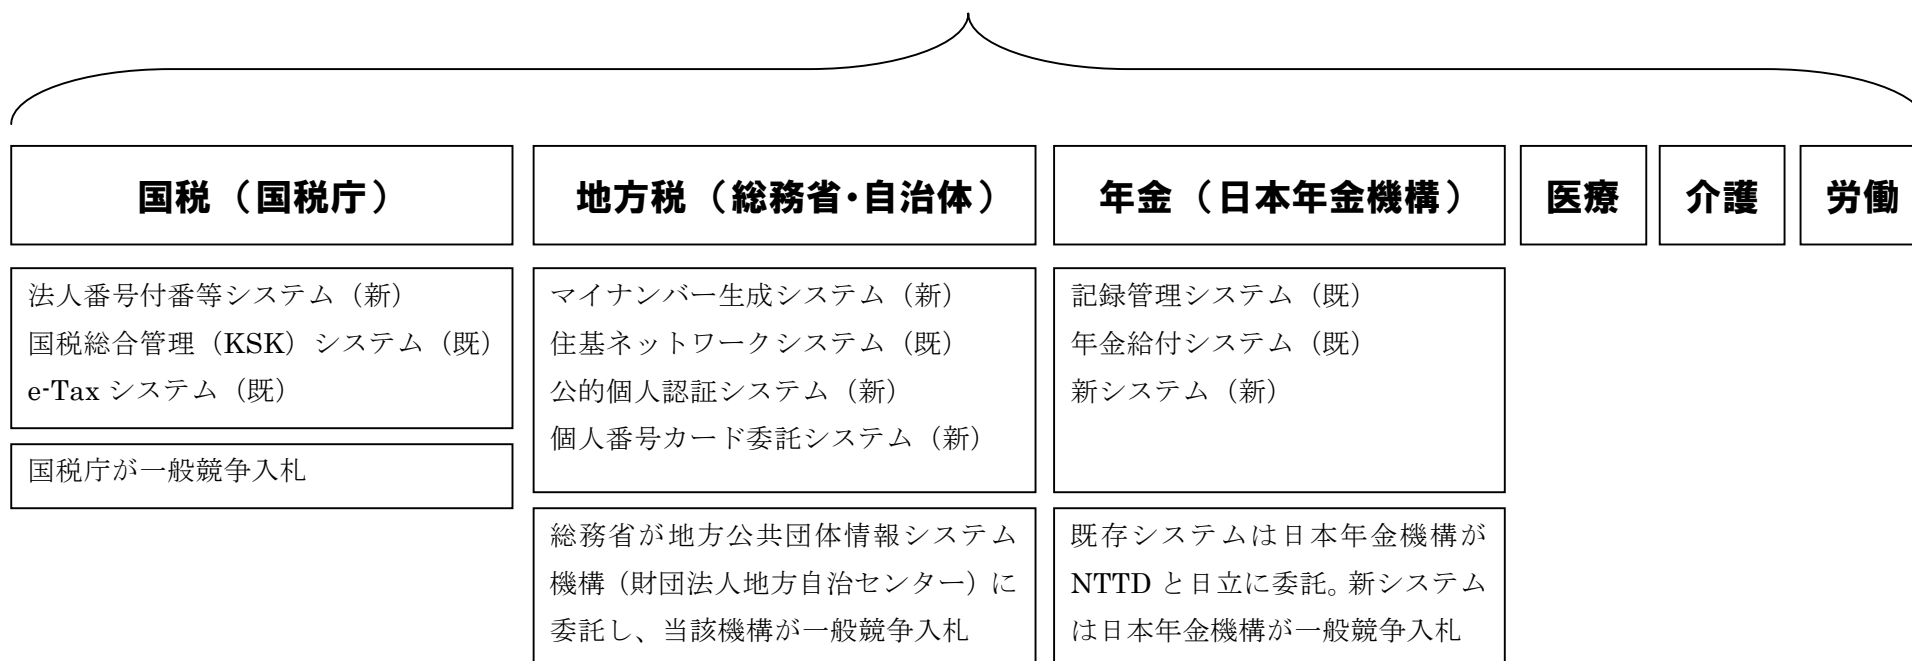 国税（国税庁）
地方税（総務省・自治体）
年金（日本年金機構）
医療
介護
労働
法人番号付番等システム（新）
国税総合管理（KSK）システム（既）
e-Tax システム（既）
国税庁が一般競争入札
マイナンバー生成システム（新）
住基ネットワークシステム（既）
公的個人認証システム（新）
個人番号カード委託システム（新）
総務省が地方公共団体情報システム
機構（財団法人地方自治センター）に
委託し、当該機構が一般競争入札
記録管理システム（既）
年金給付システム（既）
新システム（新）
既存システムは日本年金機構が
NTTD と日立に委託。新システム
は日本年金機構が一般競争入札